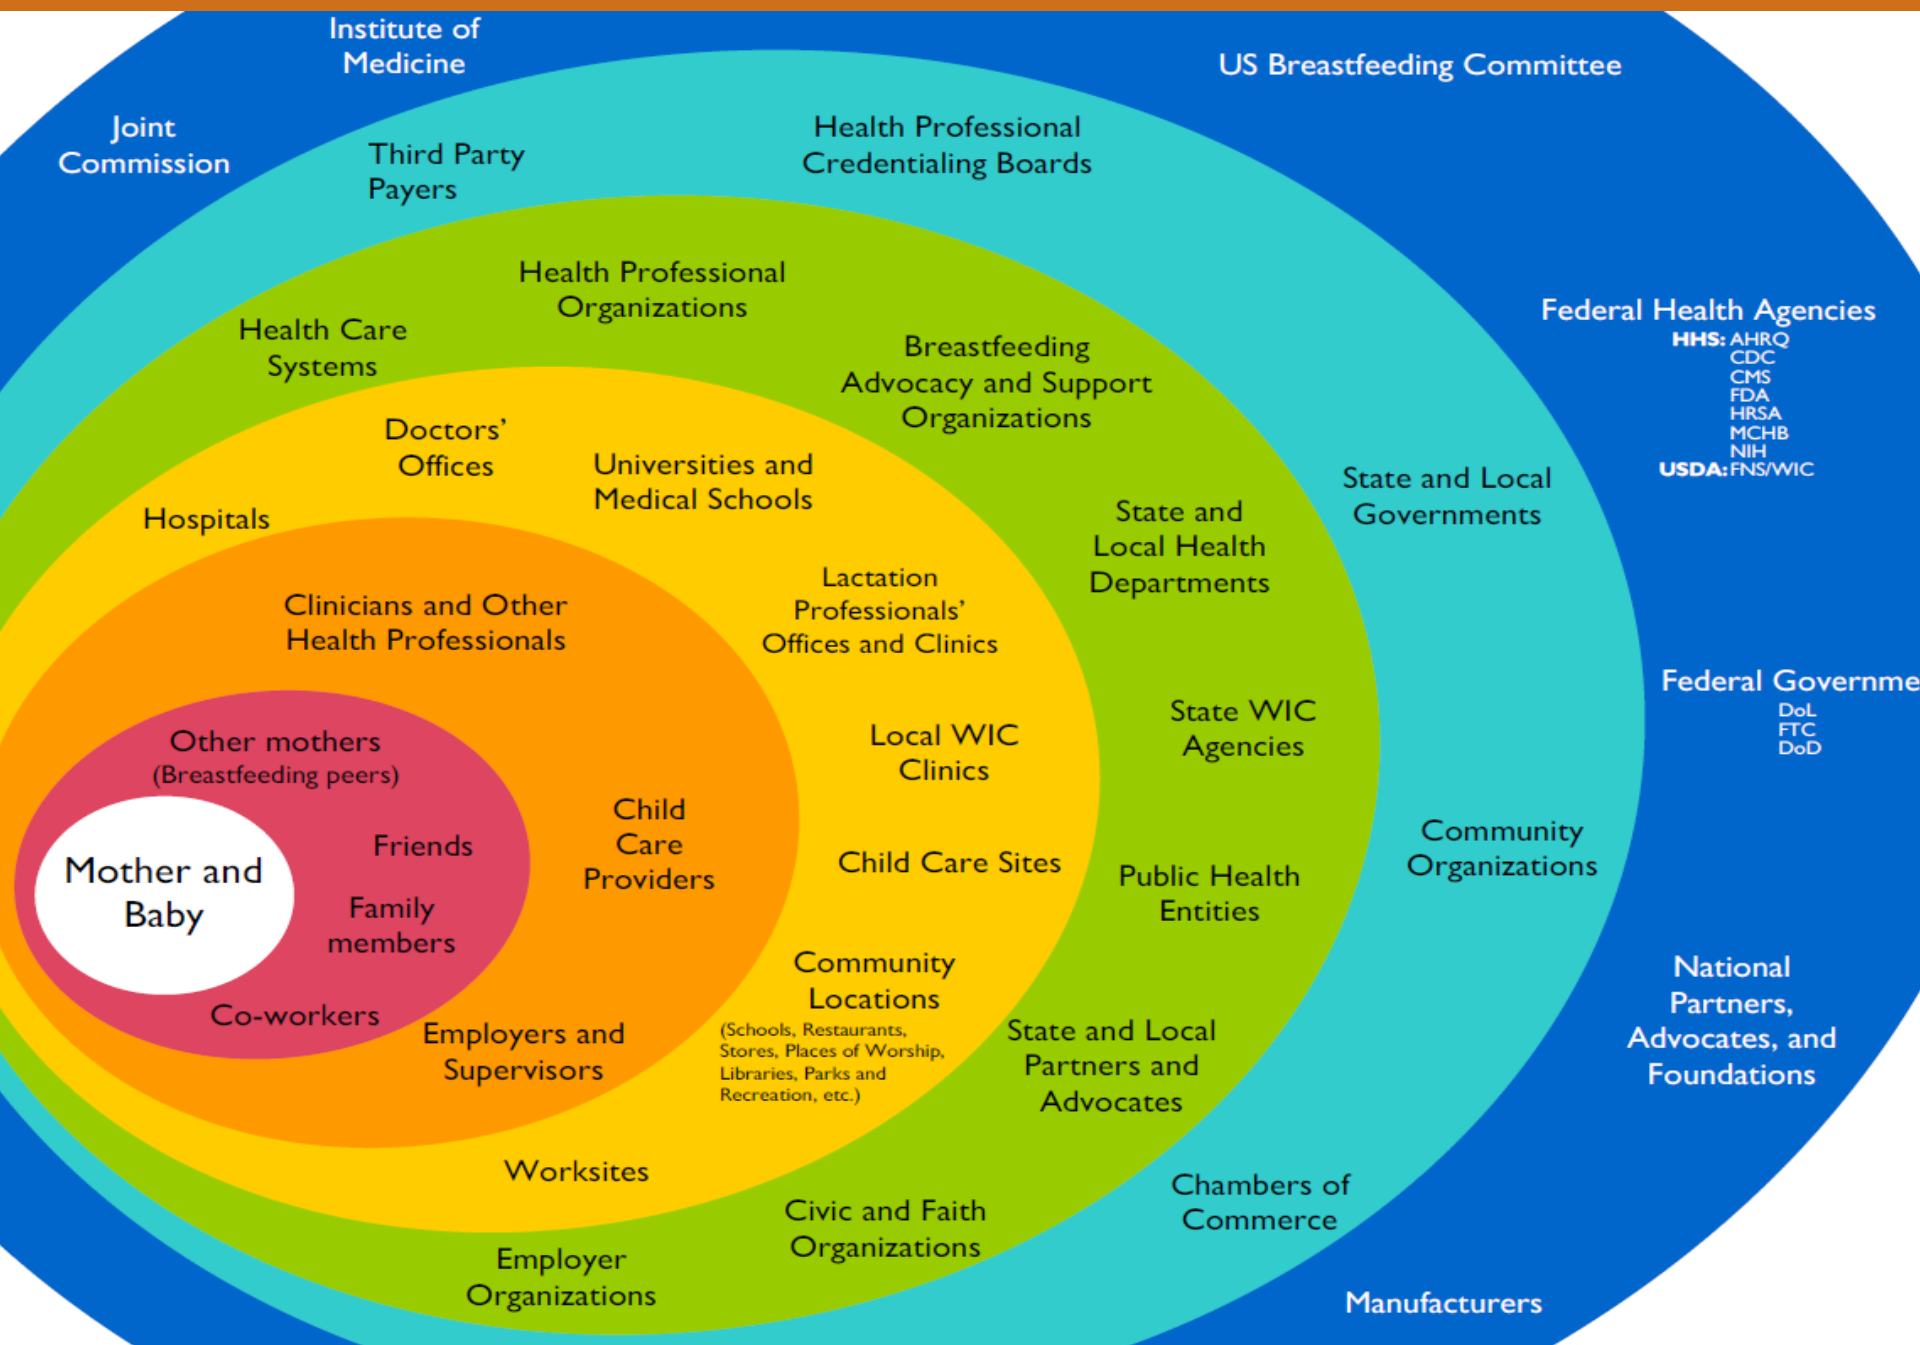 Institute of
Medicine
US Breastfeeding Committee
Joint
Commission
Third Party
Payers
Health Professional
Credentialing Boards
Health Professional
Organizations
Health Care
Systems
Breastfeeding
Advocacy and Support
Organizations
Federal Health Agencies
HHS: AHRQ
CDC
CMS
FDA
HRSA
MCHB
NIH
USDA: FNS/WIC
Doctors’
Offices
Universities and
Medical Schools
State and Local
Governments
Hospitals
State and
Local Health
Departments
Lactation
Professionals’
Offices and Clinics
Clinicians and Other
Health Professionals
Federal Governme
DoL
FTC
DoD
State WIC
Agencies
Local WIC
Clinics
Other mothers
(Breastfeeding peers)
Child
Care
Providers
Friends
Community
Organizations
Child Care Sites
Mother and
Baby
Public Health
Entities
Family
members
Community
Locations
(Schools, Restaurants,
Stores, Places of Worship,
Libraries, Parks and
Recreation, etc.)
National
Partners,
Advocates, and
Foundations
Co-workers
Employers and
Supervisors
State and Local
Partners and
Advocates
Worksites
Chambers of
Commerce
Civic and Faith
Organizations
Employer
Organizations
Manufacturers